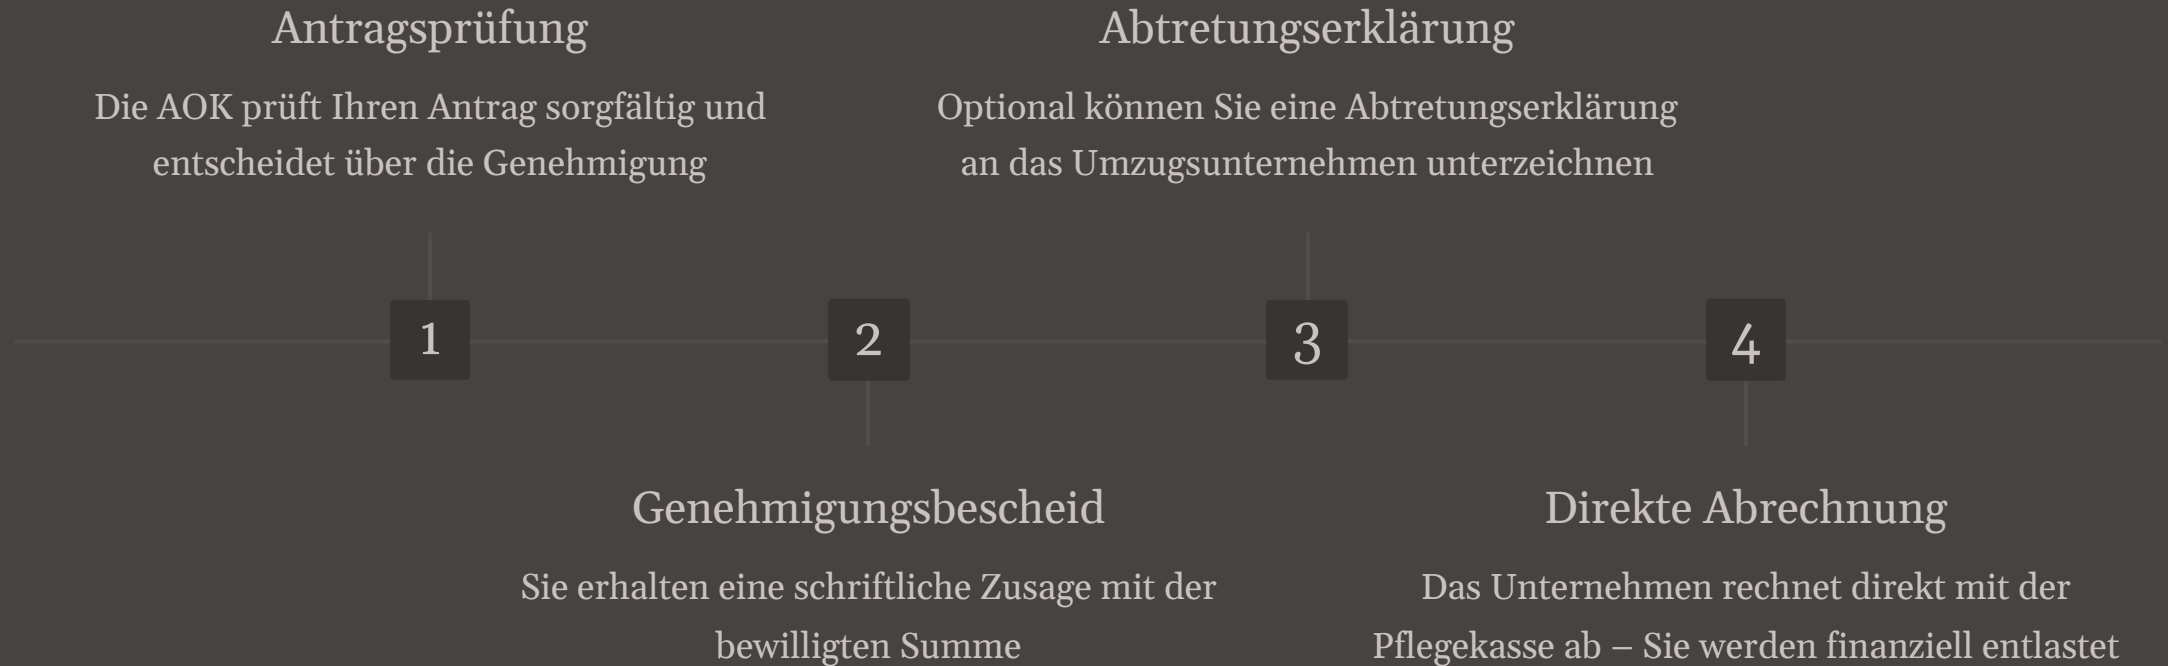 Antragsprüfung
Die AOK prüft Ihren Antrag sorgfältig und
entscheidet über die Genehmigung
1
Genehmigungsbescheid
Sie erhalten eine schriftliche Zusage mit der
bewilligten Summe
2
Abtretungserklärung
Optional können Sie eine Abtretungserklärung
an das Umzugsunternehmen unterzeichnen
3
Direkte Abrechnung
Das Unternehmen rechnet direkt mit der
Pflegekasse ab – Sie werden finanziell entlastet
4